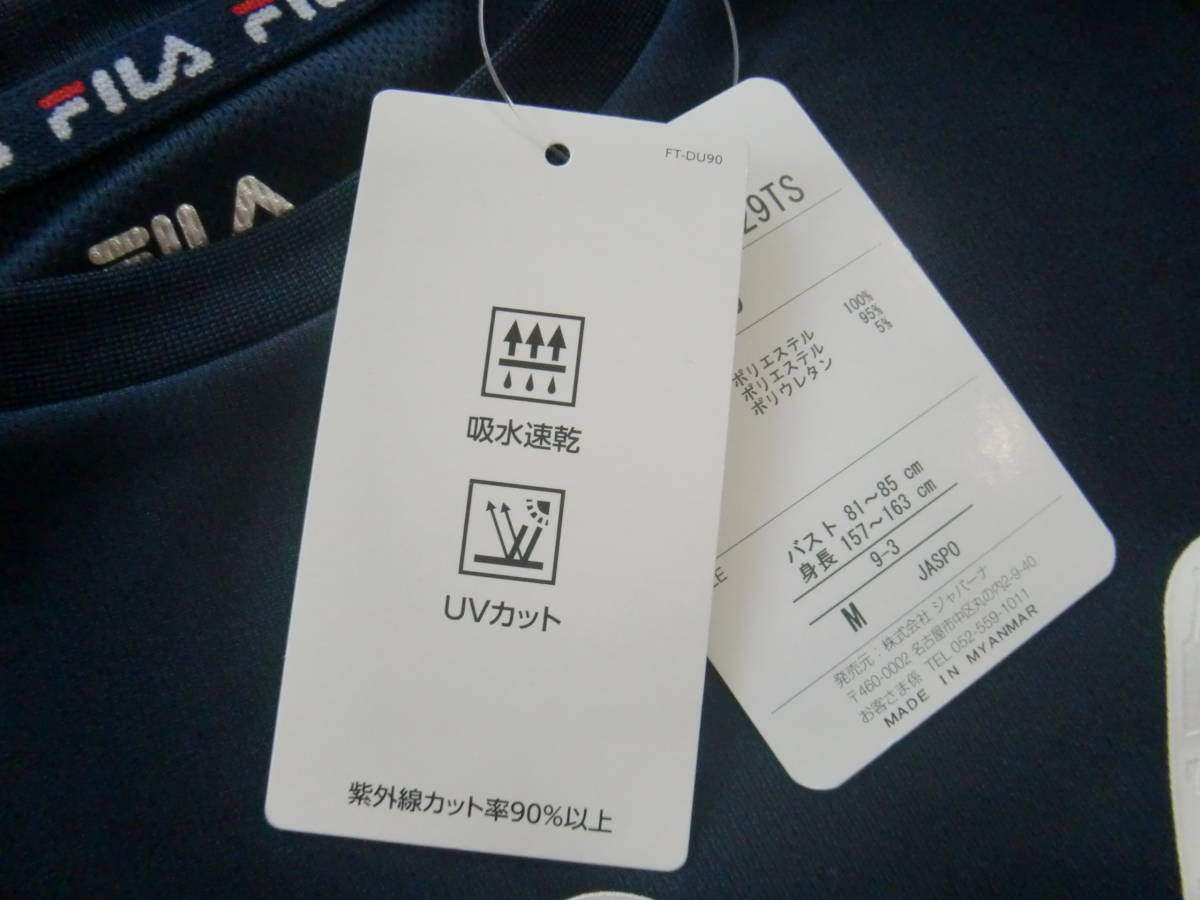 FILA
FILA
FT-DU90
吸水速乾
UVカット
紫外線カット率90%以上
29TS
ポリエステル 100%
ポリエステル 95%
ポリウレタン 5%
バスト 81~85 cm
身長 157~163 cm
9-3
M JASPO
発売元:株式会社 ジャパーナ
〒460-0002 名古屋市中区丸の内2-9-40
お客さま係 TEL 052-559-1011
MADE IN MYANMAR